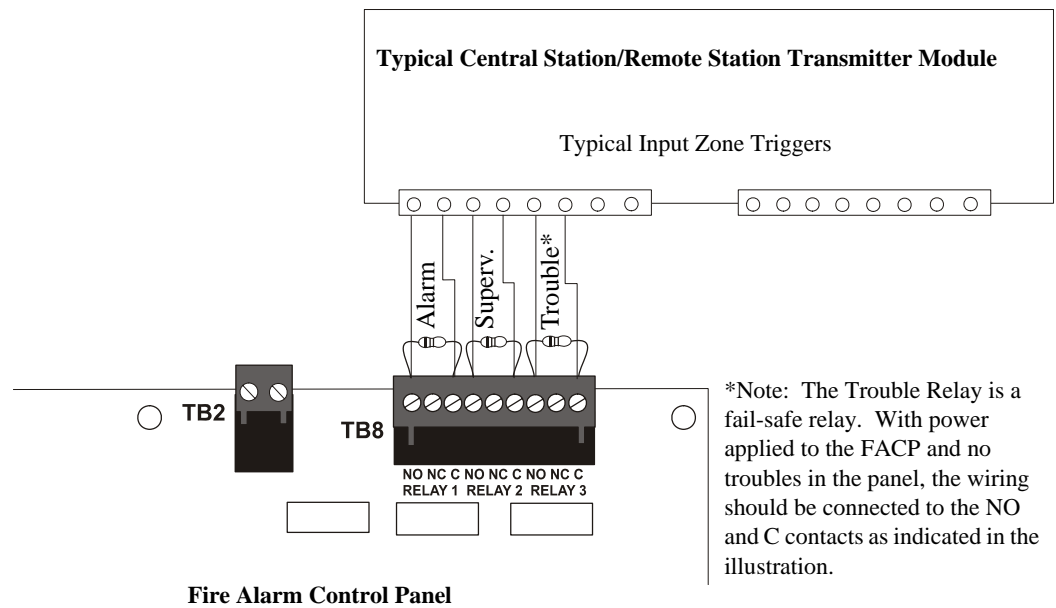 Typical Central Station/Remote Station Transmitter Module
Typical Input Zone Triggers
Alarm
Superv.
Trouble*
TB2
TB8
NO NC C NO NC C NO NC C
RELAY 1 RELAY 2 RELAY 3
*Note: The Trouble Relay is a
fail-safe relay. With power
applied to the FACP and no
troubles in the panel, the wiring
should be connected to the NO
and C contacts as indicated in the
illustration.
Fire Alarm Control Panel